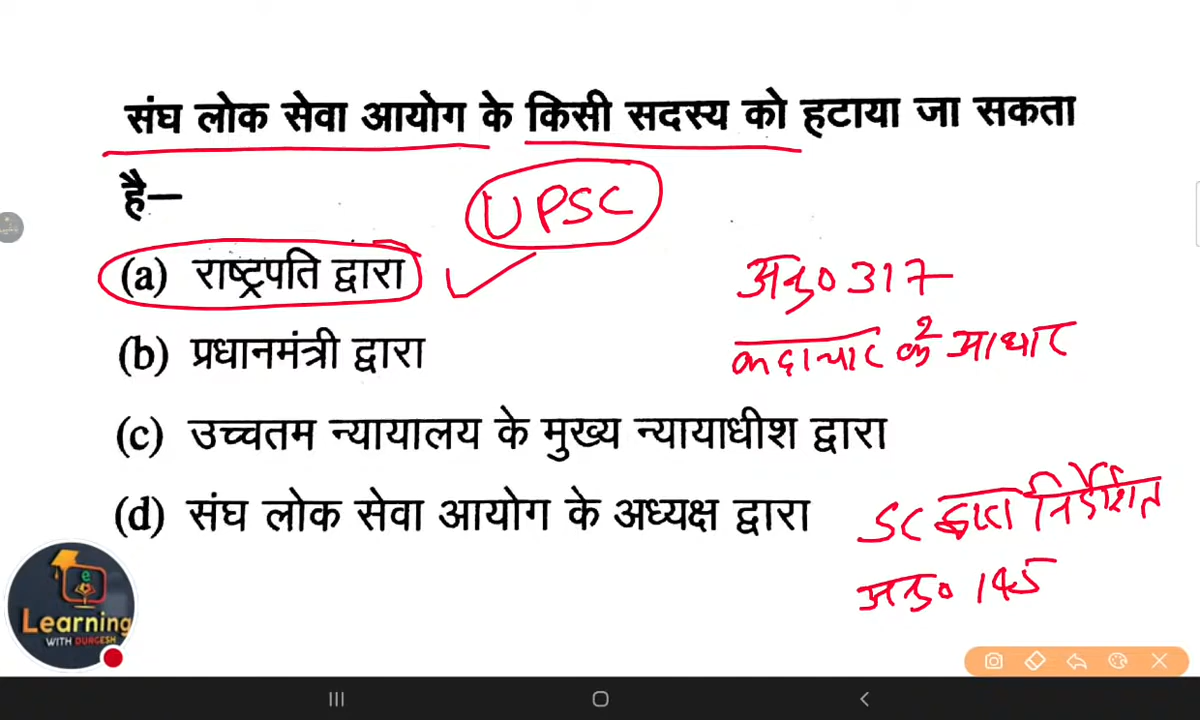 संघ लोक सेवा आयोग के किसी सदस्य को हटाया जा सकता
है–
UPSC
(a) राष्ट्रपति द्वारा
अनु० 317
(b) प्रधानमंत्री द्वारा
कदाचार के आधार
(c) उच्चतम न्यायालय के मुख्य न्यायाधीश द्वारा
(d) संघ लोक सेवा आयोग के अध्यक्ष द्वारा
SC द्वारा निर्देशित
अनु० 145
e
Learning
WITH DURGESH